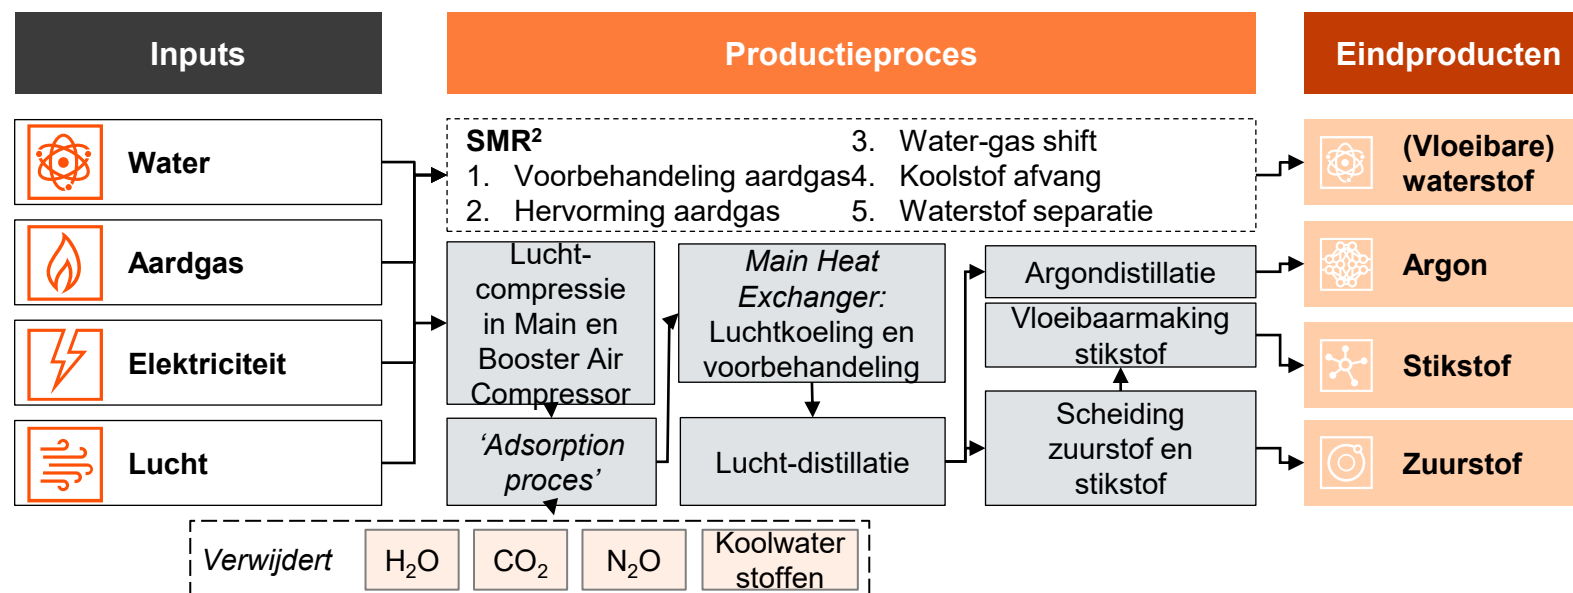 Inputs
Productieproces
Eindproducten
Water
Aardgas
Elektriciteit
Lucht
SMR²
1. Voorbehandeling aardgas
2. Hervorming aardgas
3. Water-gas shift
4. Koolstof afvang
5. Waterstof separatie
Lucht-
compressie
in Main en
Booster Air
Compressor
'Adsorption
proces'
Main Heat
Exchanger:
Luchtkoeling en
voorbehandeling
Lucht-distillatie
Argondistillatie
Vloeibaarmaking
stikstof
Scheiding
zuurstof en
stikstof
(Vloeibare)
waterstof
Argon
Stikstof
Zuurstof
Verwijdert
H₂O
CO₂
N₂O
Koolwater
stoffen